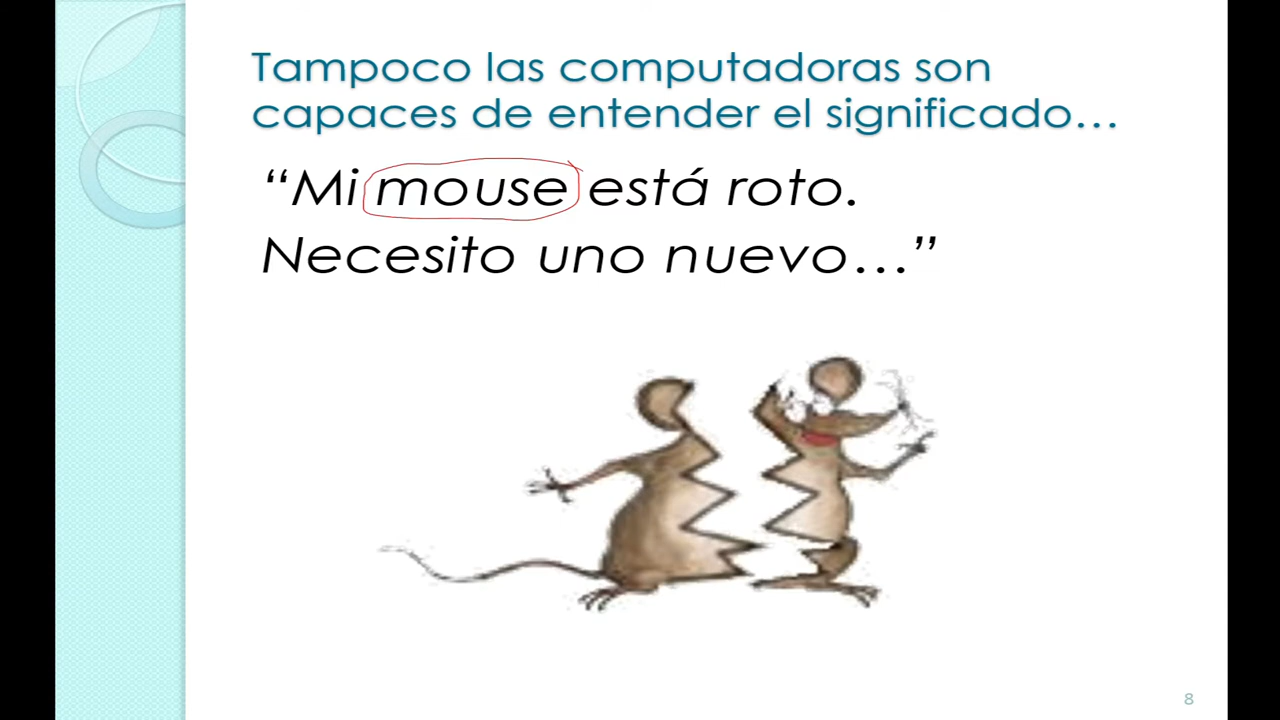 Tampoco las computadoras son
capaces de entender el significado…
“Mi mouse está roto.
Necesito uno nuevo…”
8